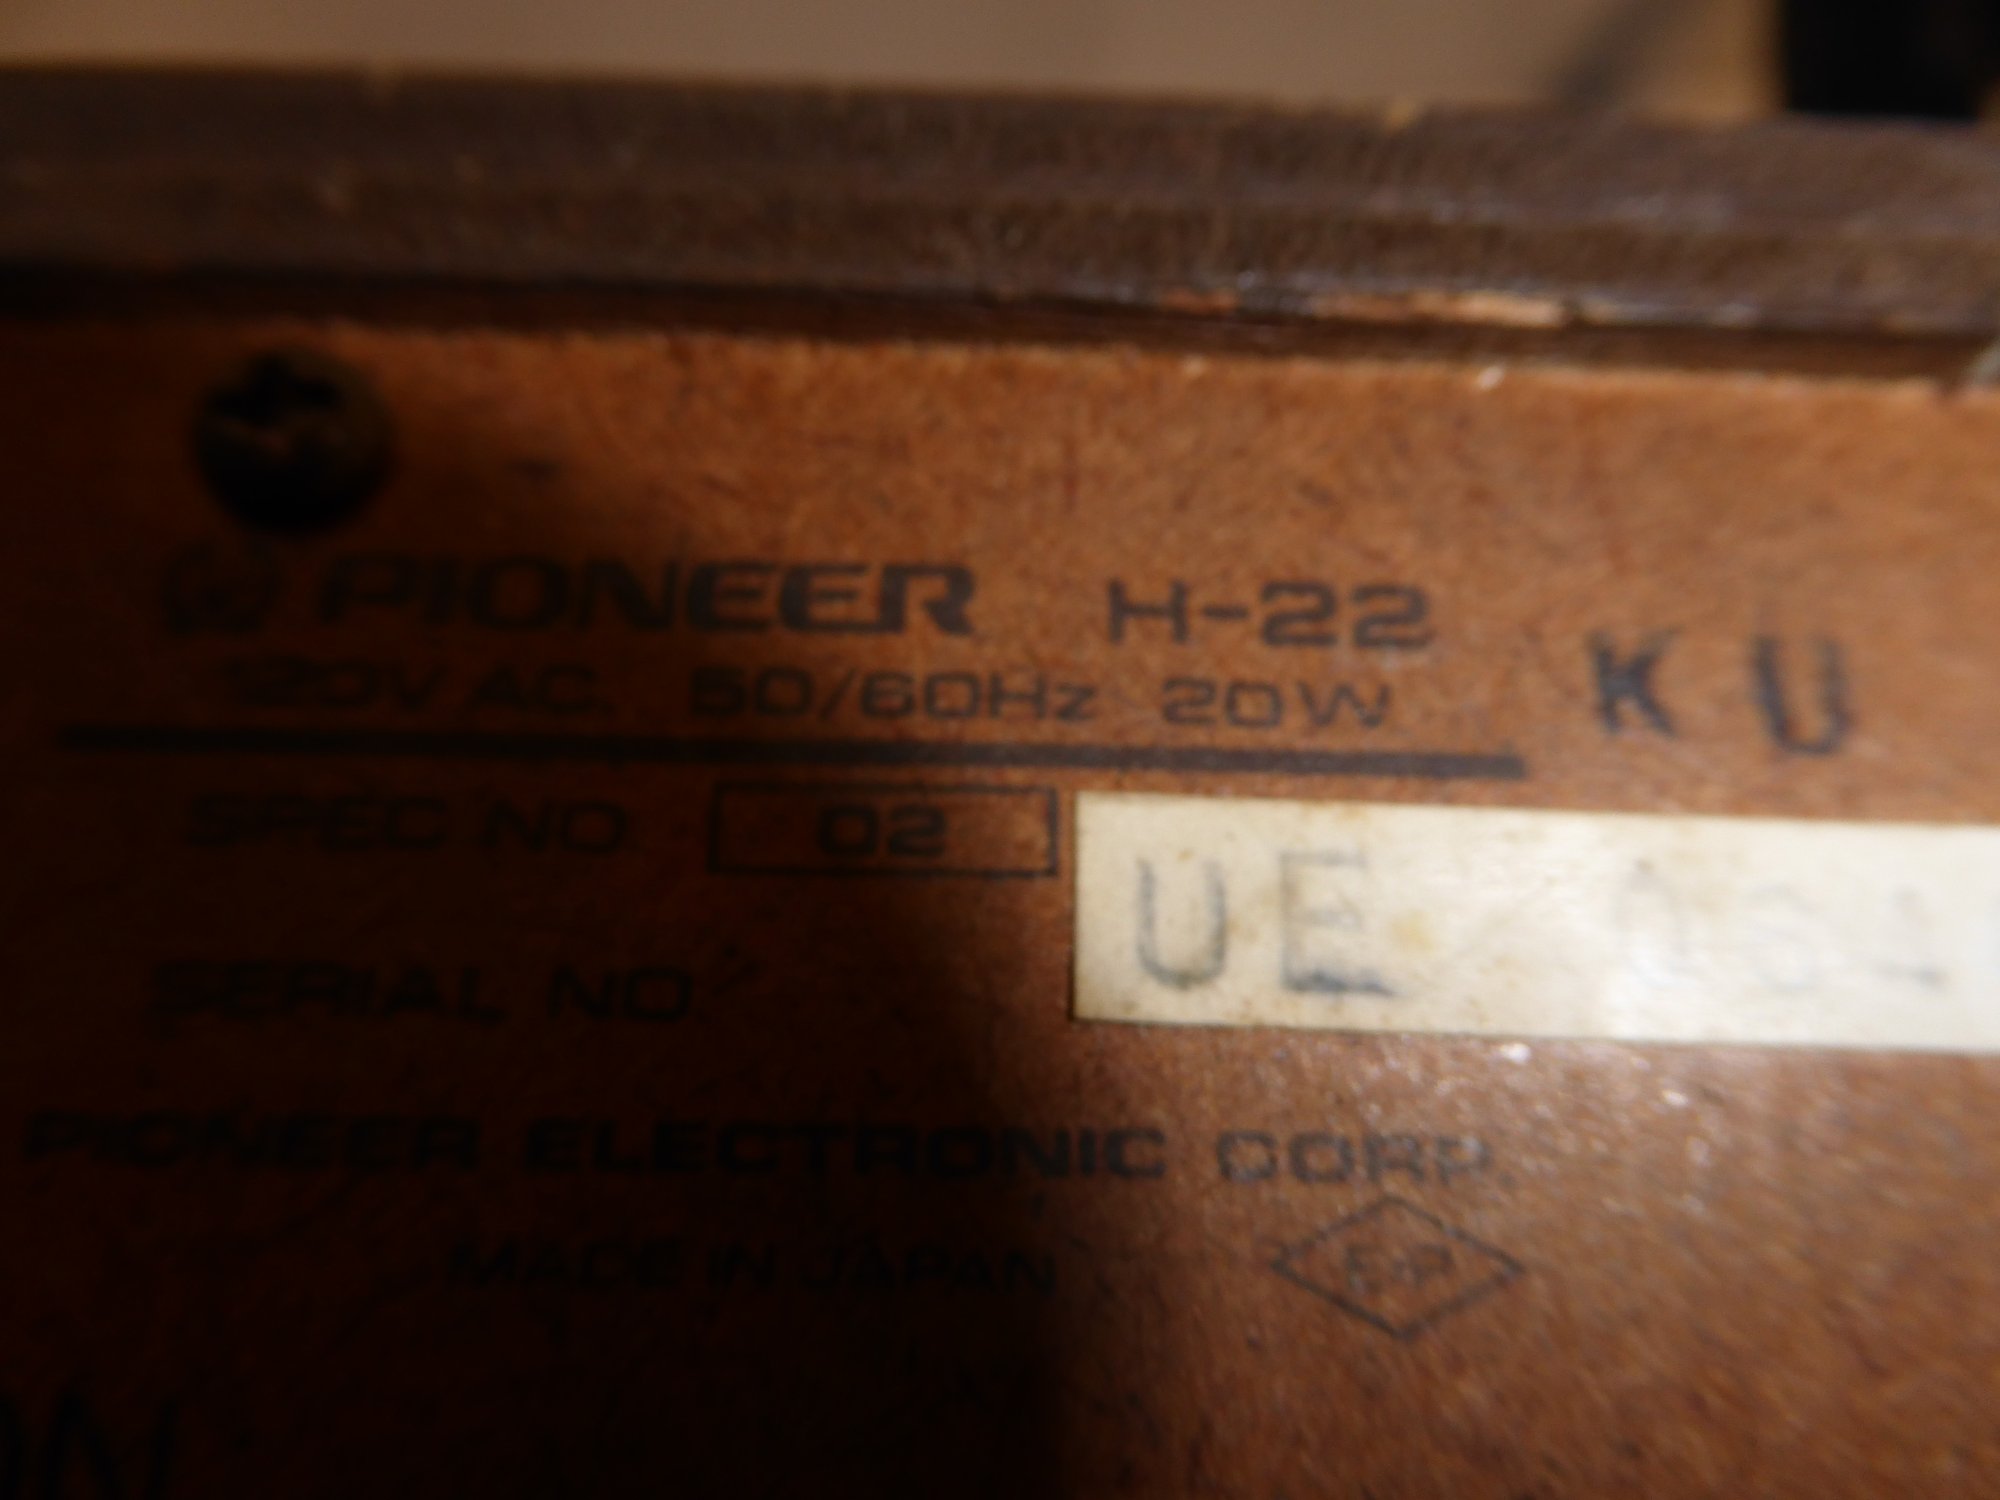 PIONEER H-22
120V AC. 50/60Hz 20W K U
SPEC NO 02
UE
SERIAL NO
PIONEER ELECTRONIC CORP.
MADE IN JAPAN